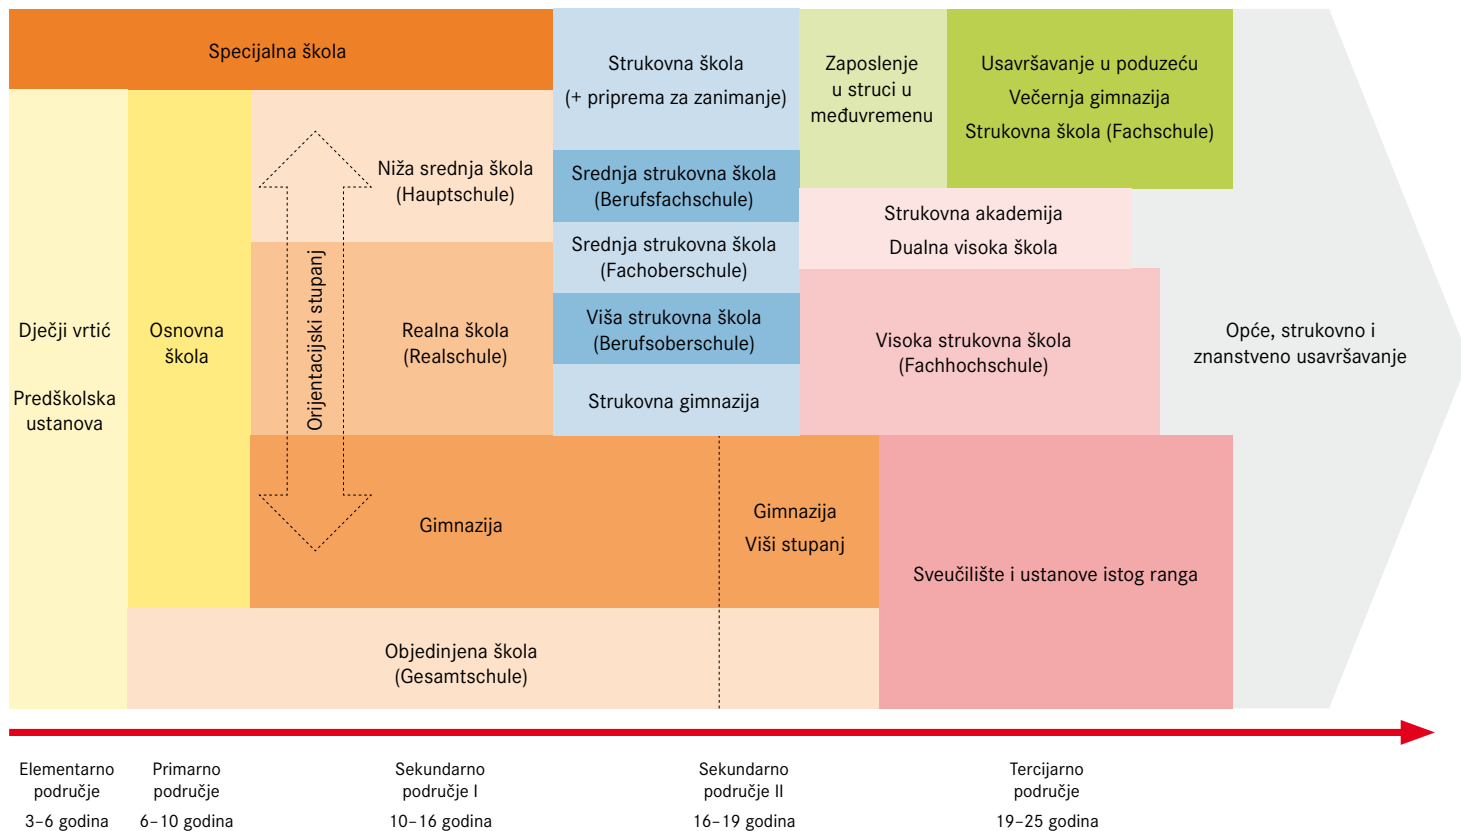 Specijalna škola
Strukovna škola
(+ priprema za zanimanje)
Zaposlenje
u struci u
međuvremenu
Usavršavanje u poduzeću
Večernja gimnazija
Strukovna škola (Fachschule)
Niža srednja škola
(Hauptschule)
Srednja strukovna škola
(Berufsfachschule)
Strukovna akademija
Dualna visoka škola
Srednja strukovna škola
(Fachoberschule)
Dječji vrtić
Predškolska
ustanova
Osnovna
škola
Orijentacijski stupanj
Realna škola
(Realschule)
Viša strukovna škola
(Berufsoberschule)
Strukovna gimnazija
Visoka strukovna škola
(Fachhochschule)
Opće, strukovno i
znanstveno usavršavanje
Gimnazija
Gimnazija
Viši stupanj
Sveučilište i ustanove istog ranga
Objedinjena škola
(Gesamtschule)
Elementarno
područje
3–6 godina
Primarno
područje
6–10 godina
Sekundarno
područje I
10–16 godina
Sekundarno
područje II
16–19 godina
Tercijarno
područje
19–25 godina